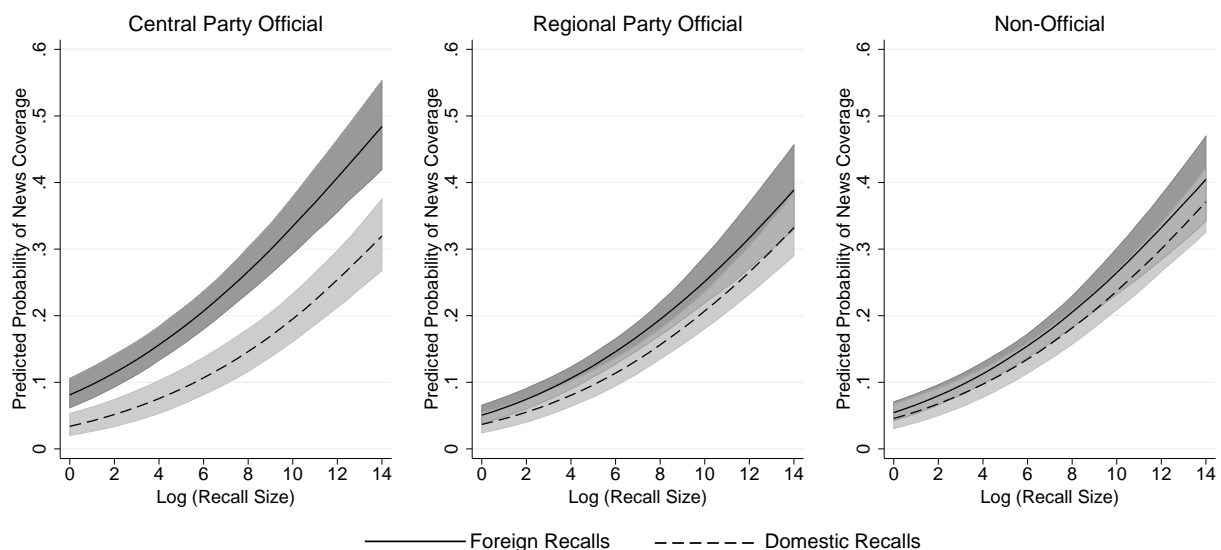 Central Party Official
Predicted Probability of News Coverage
.6
.5
.4
.3
.2
.1
0
0 2 4 6 8 10 12 14
Log (Recall Size)
Regional Party Official
Predicted Probability of News Coverage
.6
.5
.4
.3
.2
.1
0
0 2 4 6 8 10 12 14
Log (Recall Size)
Non-Official
Predicted Probability of News Coverage
.6
.5
.4
.3
.2
.1
0
0 2 4 6 8 10 12 14
Log (Recall Size)
Foreign Recalls Domestic Recalls